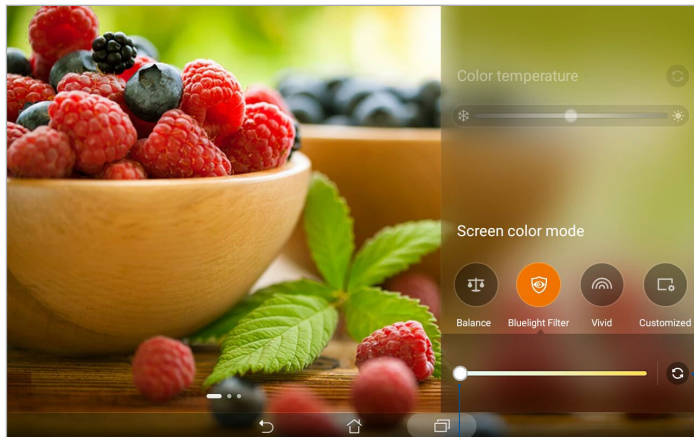 Color temperature
Screen color mode
Balance
Bluelight Filter
Vivid
Customized